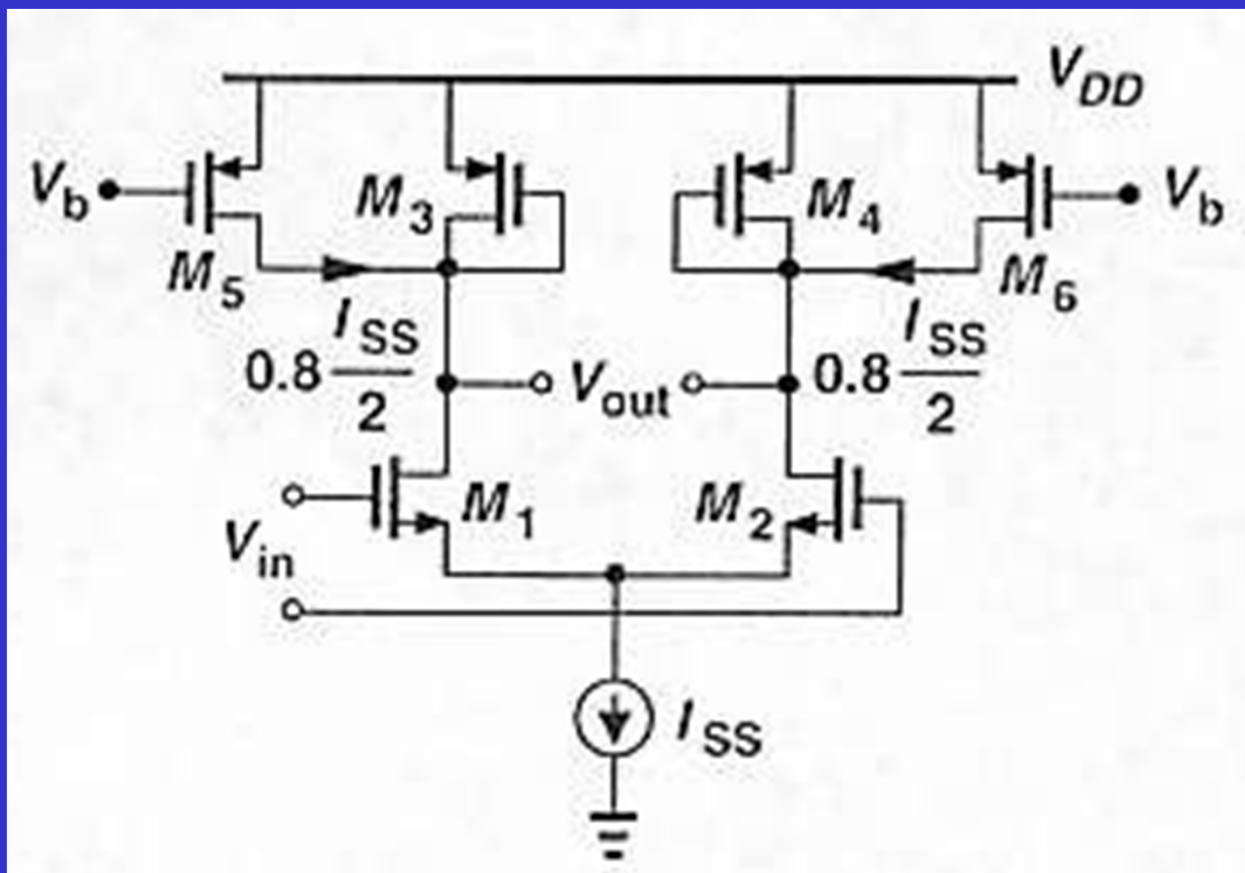 V_DD
V_b
M_3
M_4
V_b
M_5
M_6
0.8 I_SS/2
V_out
0.8 I_SS/2
M_1
M_2
V_in
I_SS